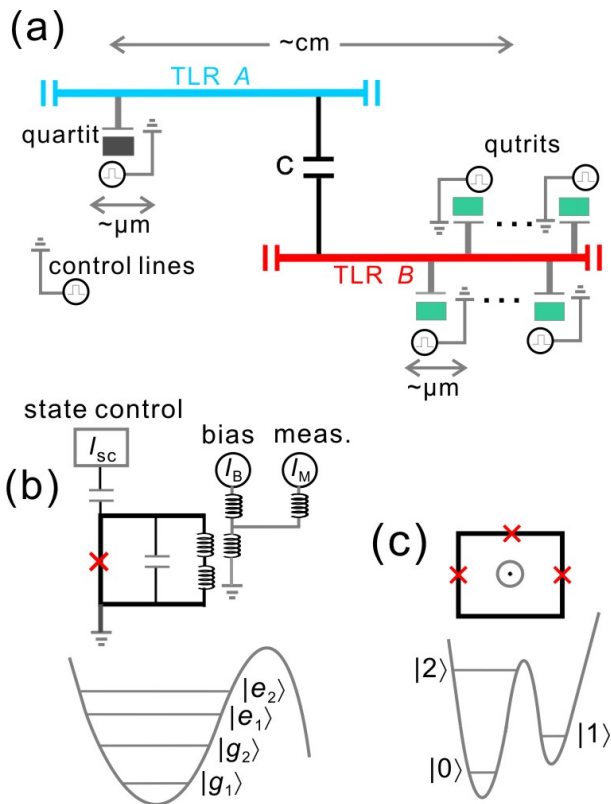 (a)
~cm
TLR A
quartit
C
qutrits
~μm
control lines
TLR B
~μm
state control
I_sc
bias
meas.
I_B
I_M
(b)
(c)
|e₂⟩
|e₁⟩
|g₂⟩
|g₁⟩
|2⟩
|1⟩
|0⟩